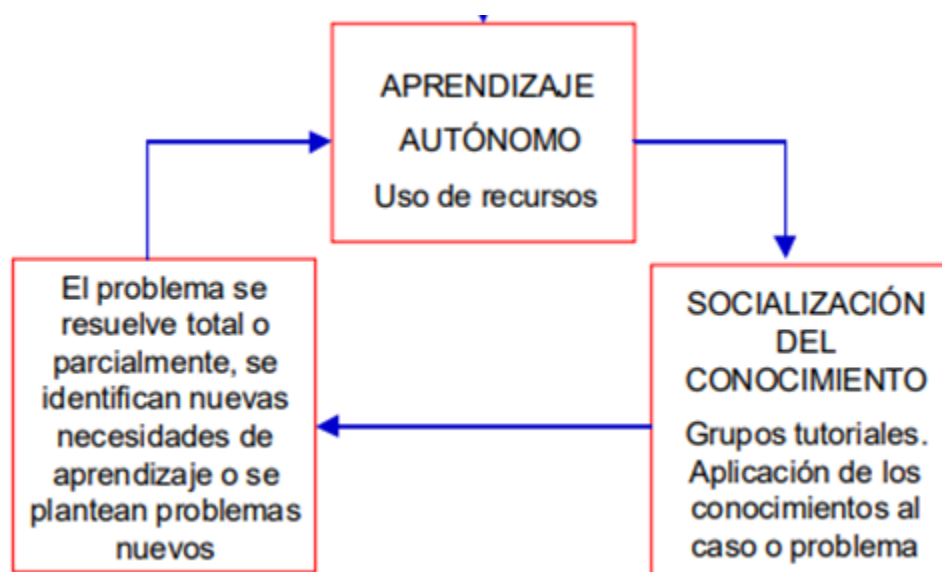 APRENDIZAJE
AUTÓNOMO
Uso de recursos
El problema se
resuelve total o
parcialmente, se
identifican nuevas
necesidades de
aprendizaje o se
plantean problemas
nuevos
SOCIALIZACIÓN
DEL
CONOCIMIENTO
Grupos tutoriales.
Aplicación de los
conocimientos al
caso o problema